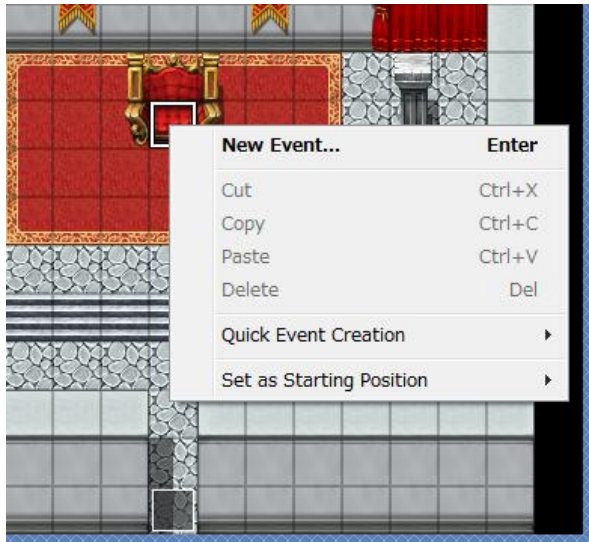 New Event... Enter
Cut Ctrl+X
Copy Ctrl+C
Paste Ctrl+V
Delete Del
Quick Event Creation
Set as Starting Position